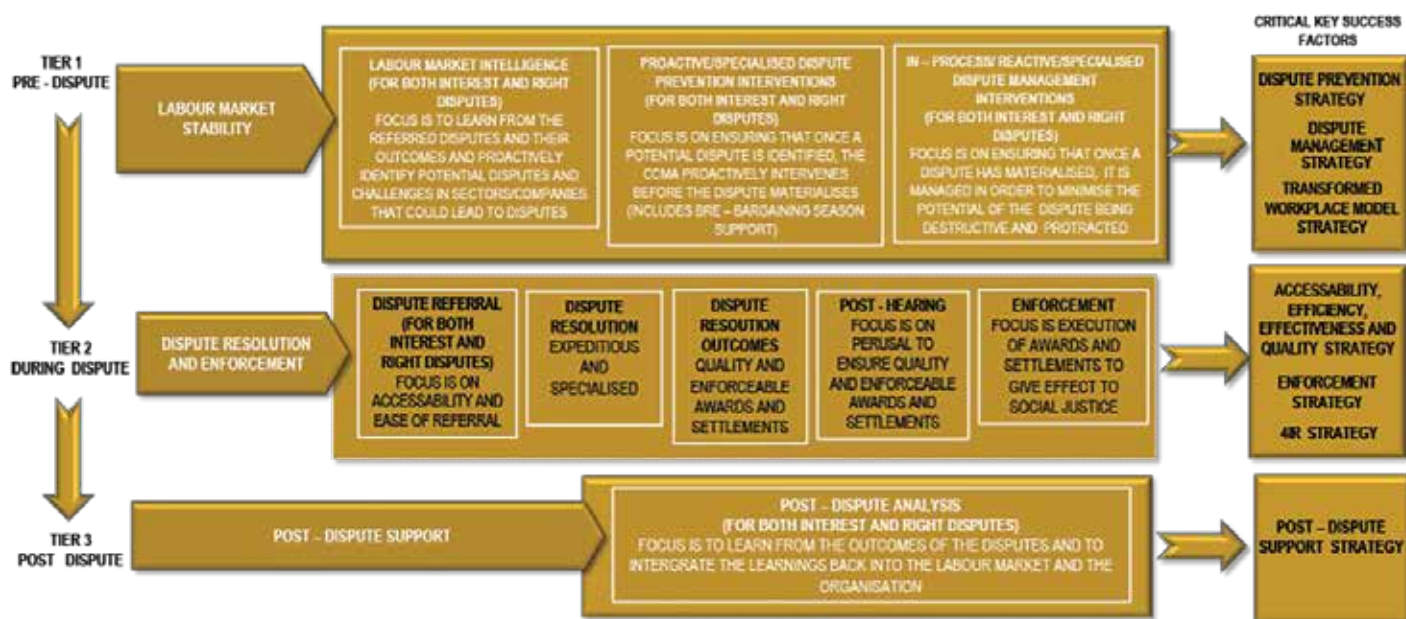 CRITICAL KEY SUCCESS
FACTORS
TIER 1
PRE - DISPUTE
LABOUR MARKET
STABILITY
LABOUR MARKET INTELLIGENCE
(FOR BOTH INTEREST AND RIGHT
DISPUTES)
FOCUS IS TO LEARN FROM THE
REFERRED DISPUTES AND THEIR
OUTCOMES AND PROACTIVELY
IDENTIFY POTENTIAL DISPUTES AND
CHALLENGES IN SECTORS/COMPANIES
THAT COULD LEAD TO DISPUTES
PROACTIVE/SPECIALISED DISPUTE
PREVENTION INTERVENTIONS
(FOR BOTH INTEREST AND RIGHT
DISPUTES)
FOCUS IS ON ENSURING THAT ONCE A
POTENTIAL DISPUTE IS IDENTIFIED, THE
CCMA PROACTIVELY INTERVENES
BEFORE THE DISPUTE MATERIALISES
(INCLUDES BRE – BARGAINING SEASON
SUPPORT)
IN – PROCESS/ REACTIVE/SPECIALISED
DISPUTE MANAGEMENT
INTERVENTIONS
(FOR BOTH INTEREST AND RIGHT
DISPUTES)
FOCUS IS ON ENSURING THAT ONCE A
DISPUTE HAS MATERIALISED, IT IS
MANAGED IN ORDER TO MINIMISE THE
POTENTIAL OF THE DISPUTE BEING
DESTRUCTIVE AND PROTRACTED
DISPUTE PREVENTION
STRATEGY
DISPUTE
MANAGEMENT
STRATEGY
TRANSFORMED
WORKPLACE MODEL
STRATEGY
TIER 2
DURING DISPUTE
DISPUTE RESOLUTION
AND ENFORCEMENT
DISPUTE REFERRAL
(FOR BOTH
INTEREST AND
RIGHT DISPUTES)
FOCUS IS ON
ACCESSABILITY AND
EASE OF REFERRAL
DISPUTE
RESOLUTION
EXPEDITIOUS
AND
SPECIALISED
DISPUTE
RESOUTION
OUTCOMES
QUALITY AND
ENFORCEABLE
AWARDS AND
SETTLEMENTS
POST - HEARING
FOCUS IS ON
PERUSAL TO
ENSURE QUALITY
AND ENFORCEABLE
AWARDS AND
SETTLEMENTS
ENFORCEMENT
FOCUS IS EXECUTION
OF AWARDS AND
SETTLEMENTS TO
GIVE EFFECT TO
SOCIAL JUSTICE
ACCESSABILITY,
EFFICIENCY,
EFFECTIVENESS AND
QUALITY STRATEGY
ENFORCEMENT
STRATEGY
4IR STRATEGY
TIER 3
POST DISPUTE
POST – DISPUTE SUPPORT
POST – DISPUTE ANALYSIS
(FOR BOTH INTEREST AND RIGHT DISPUTES)
FOCUS IS TO LEARN FROM THE OUTCOMES OF THE DISPUTES AND TO
INTERGRATE THE LEARNINGS BACK INTO THE LABOUR MARKET AND THE
ORGANISATION
POST – DISPUTE
SUPPORT STRATEGY